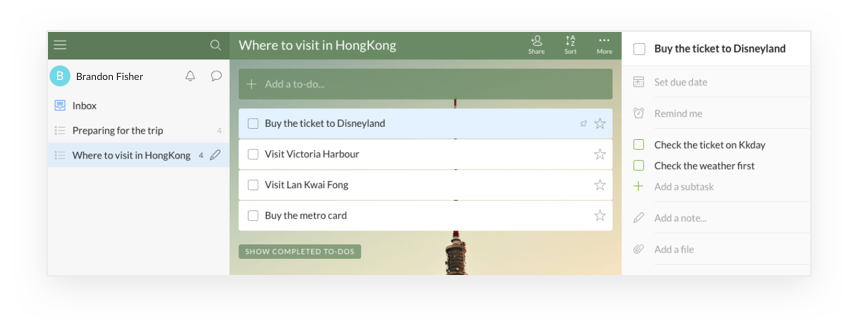 Where to visit in HongKong
Share
A
Z
Sort
More
B
Brandon Fisher
Inbox
Preparing for the trip 4
Where to visit in HongKong 4
Add a to-do...
Buy the ticket to Disneyland
Visit Victoria Harbour
Visit Lan Kwai Fong
Buy the metro card
SHOW COMPLETED TO-DOS
Buy the ticket to Disneyland
Set due date
Remind me
Check the ticket on Kkday
Check the weather first
Add a subtask
Add a note...
Add a file